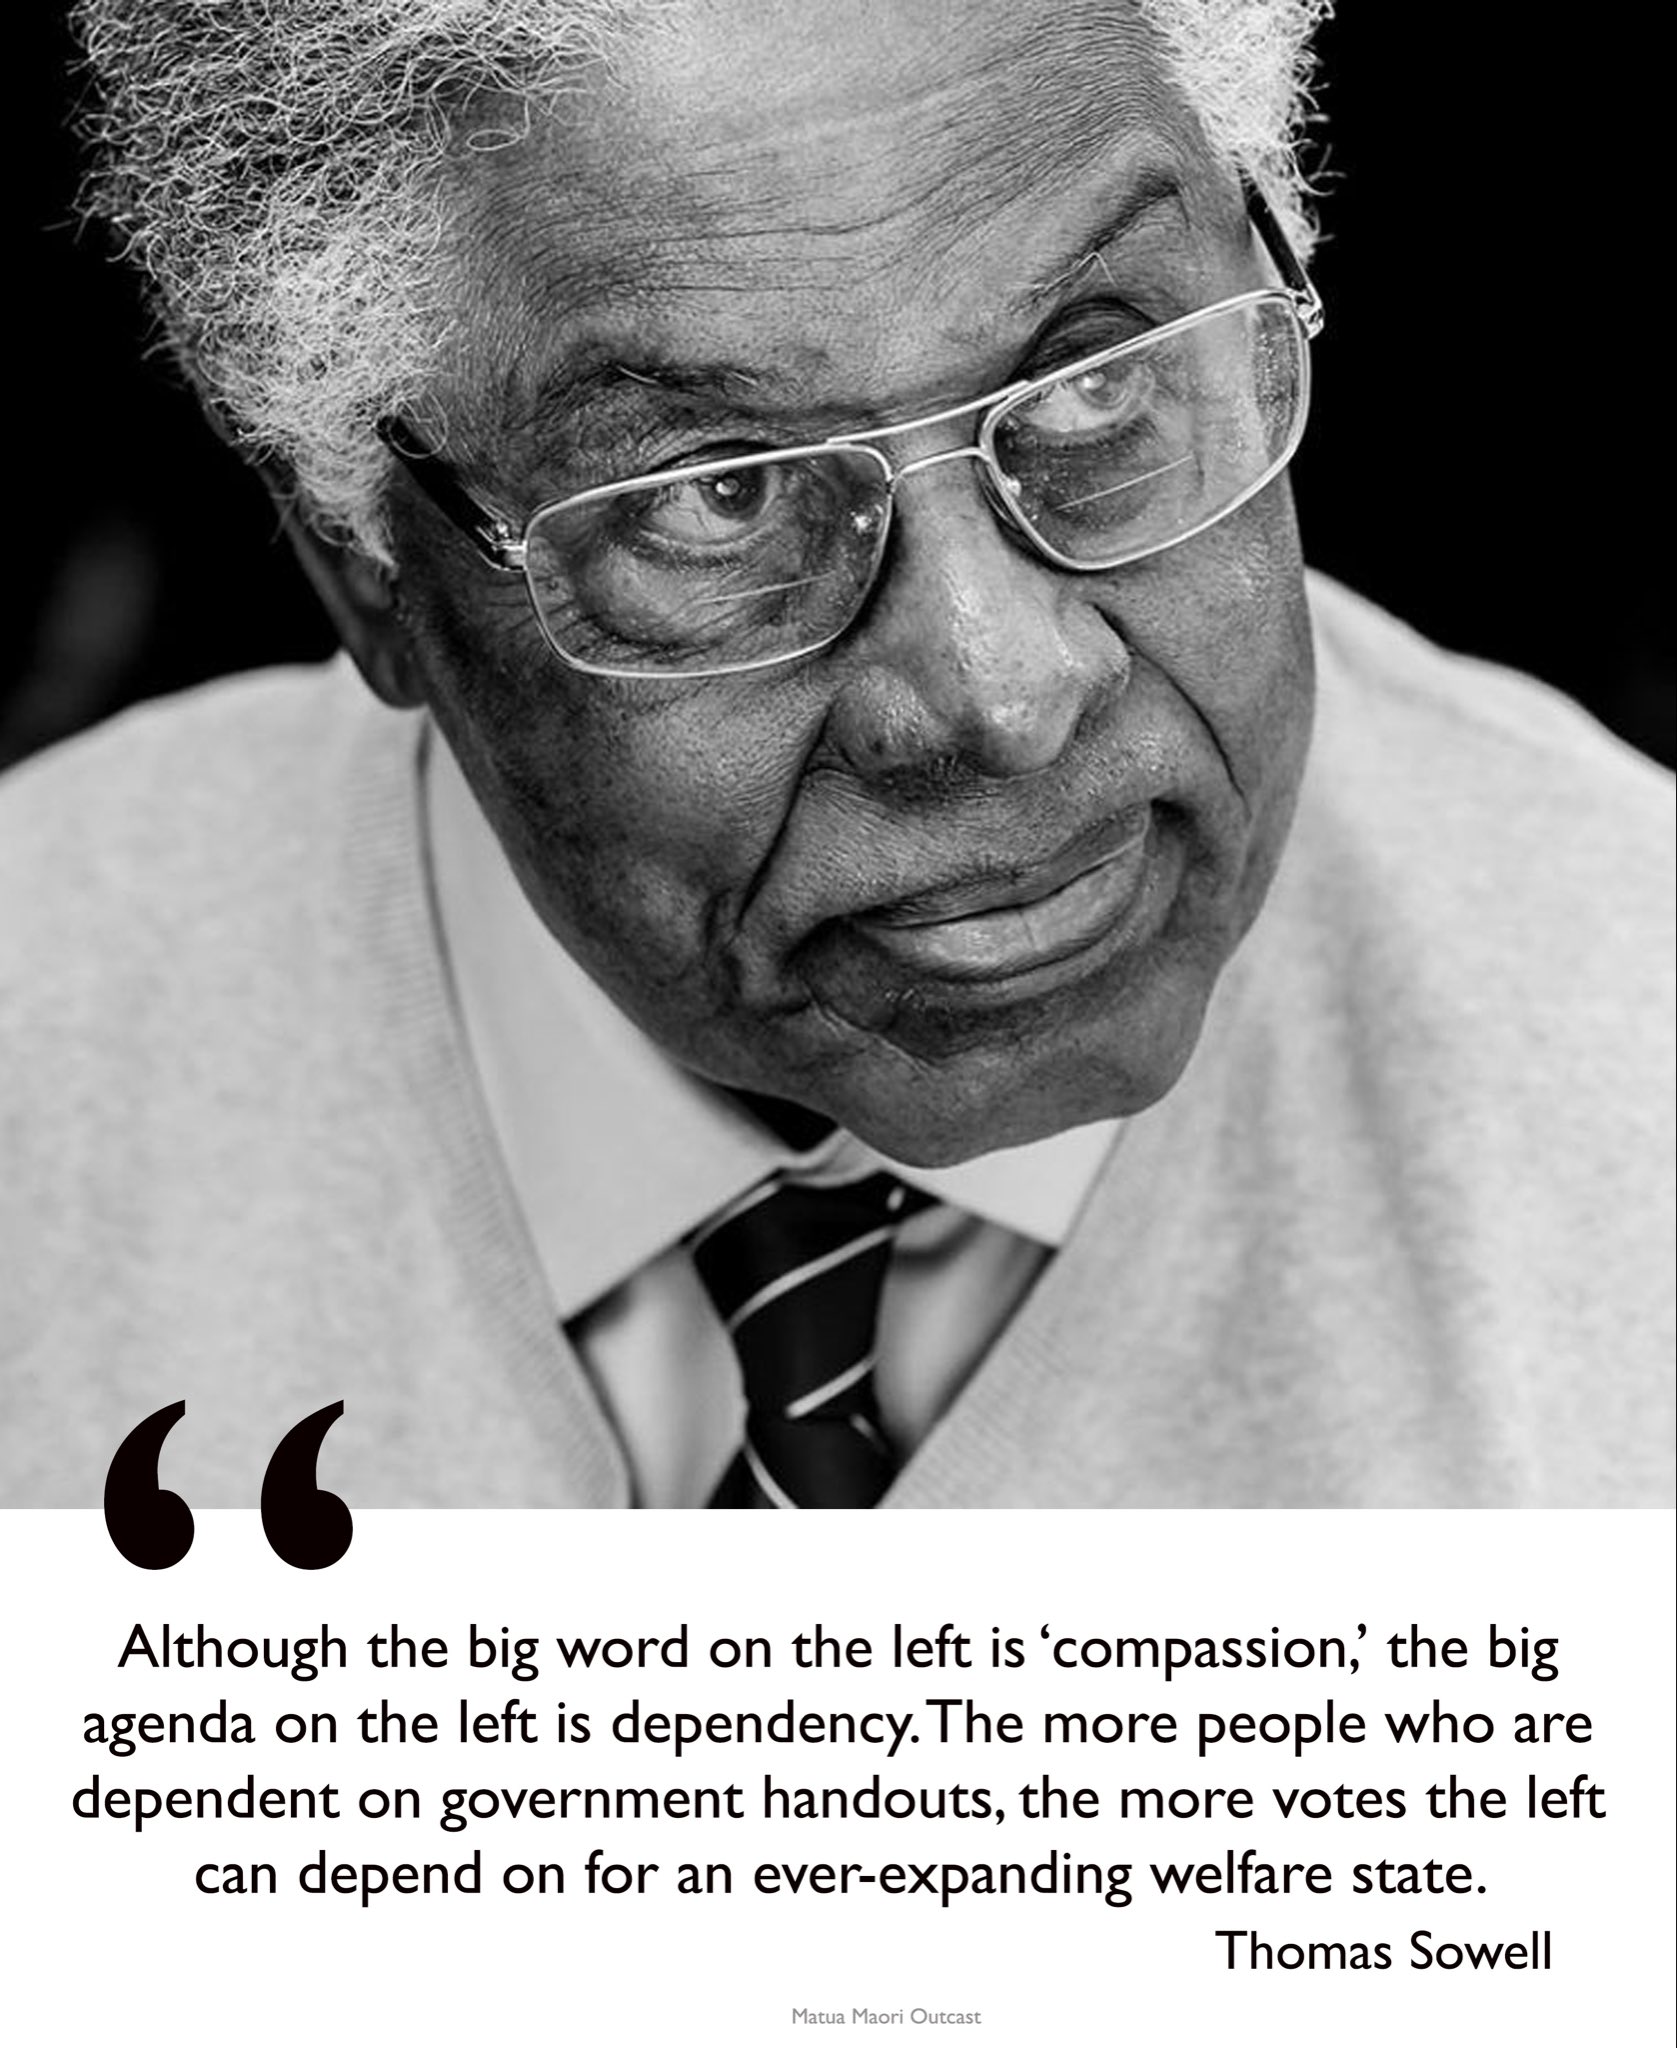 “
Although the big word on the left is ‘compassion,’ the big
agenda on the left is dependency. The more people who are
dependent on government handouts, the more votes the left
can depend on for an ever-expanding welfare state.
Thomas Sowell
Matua Maori Outcast